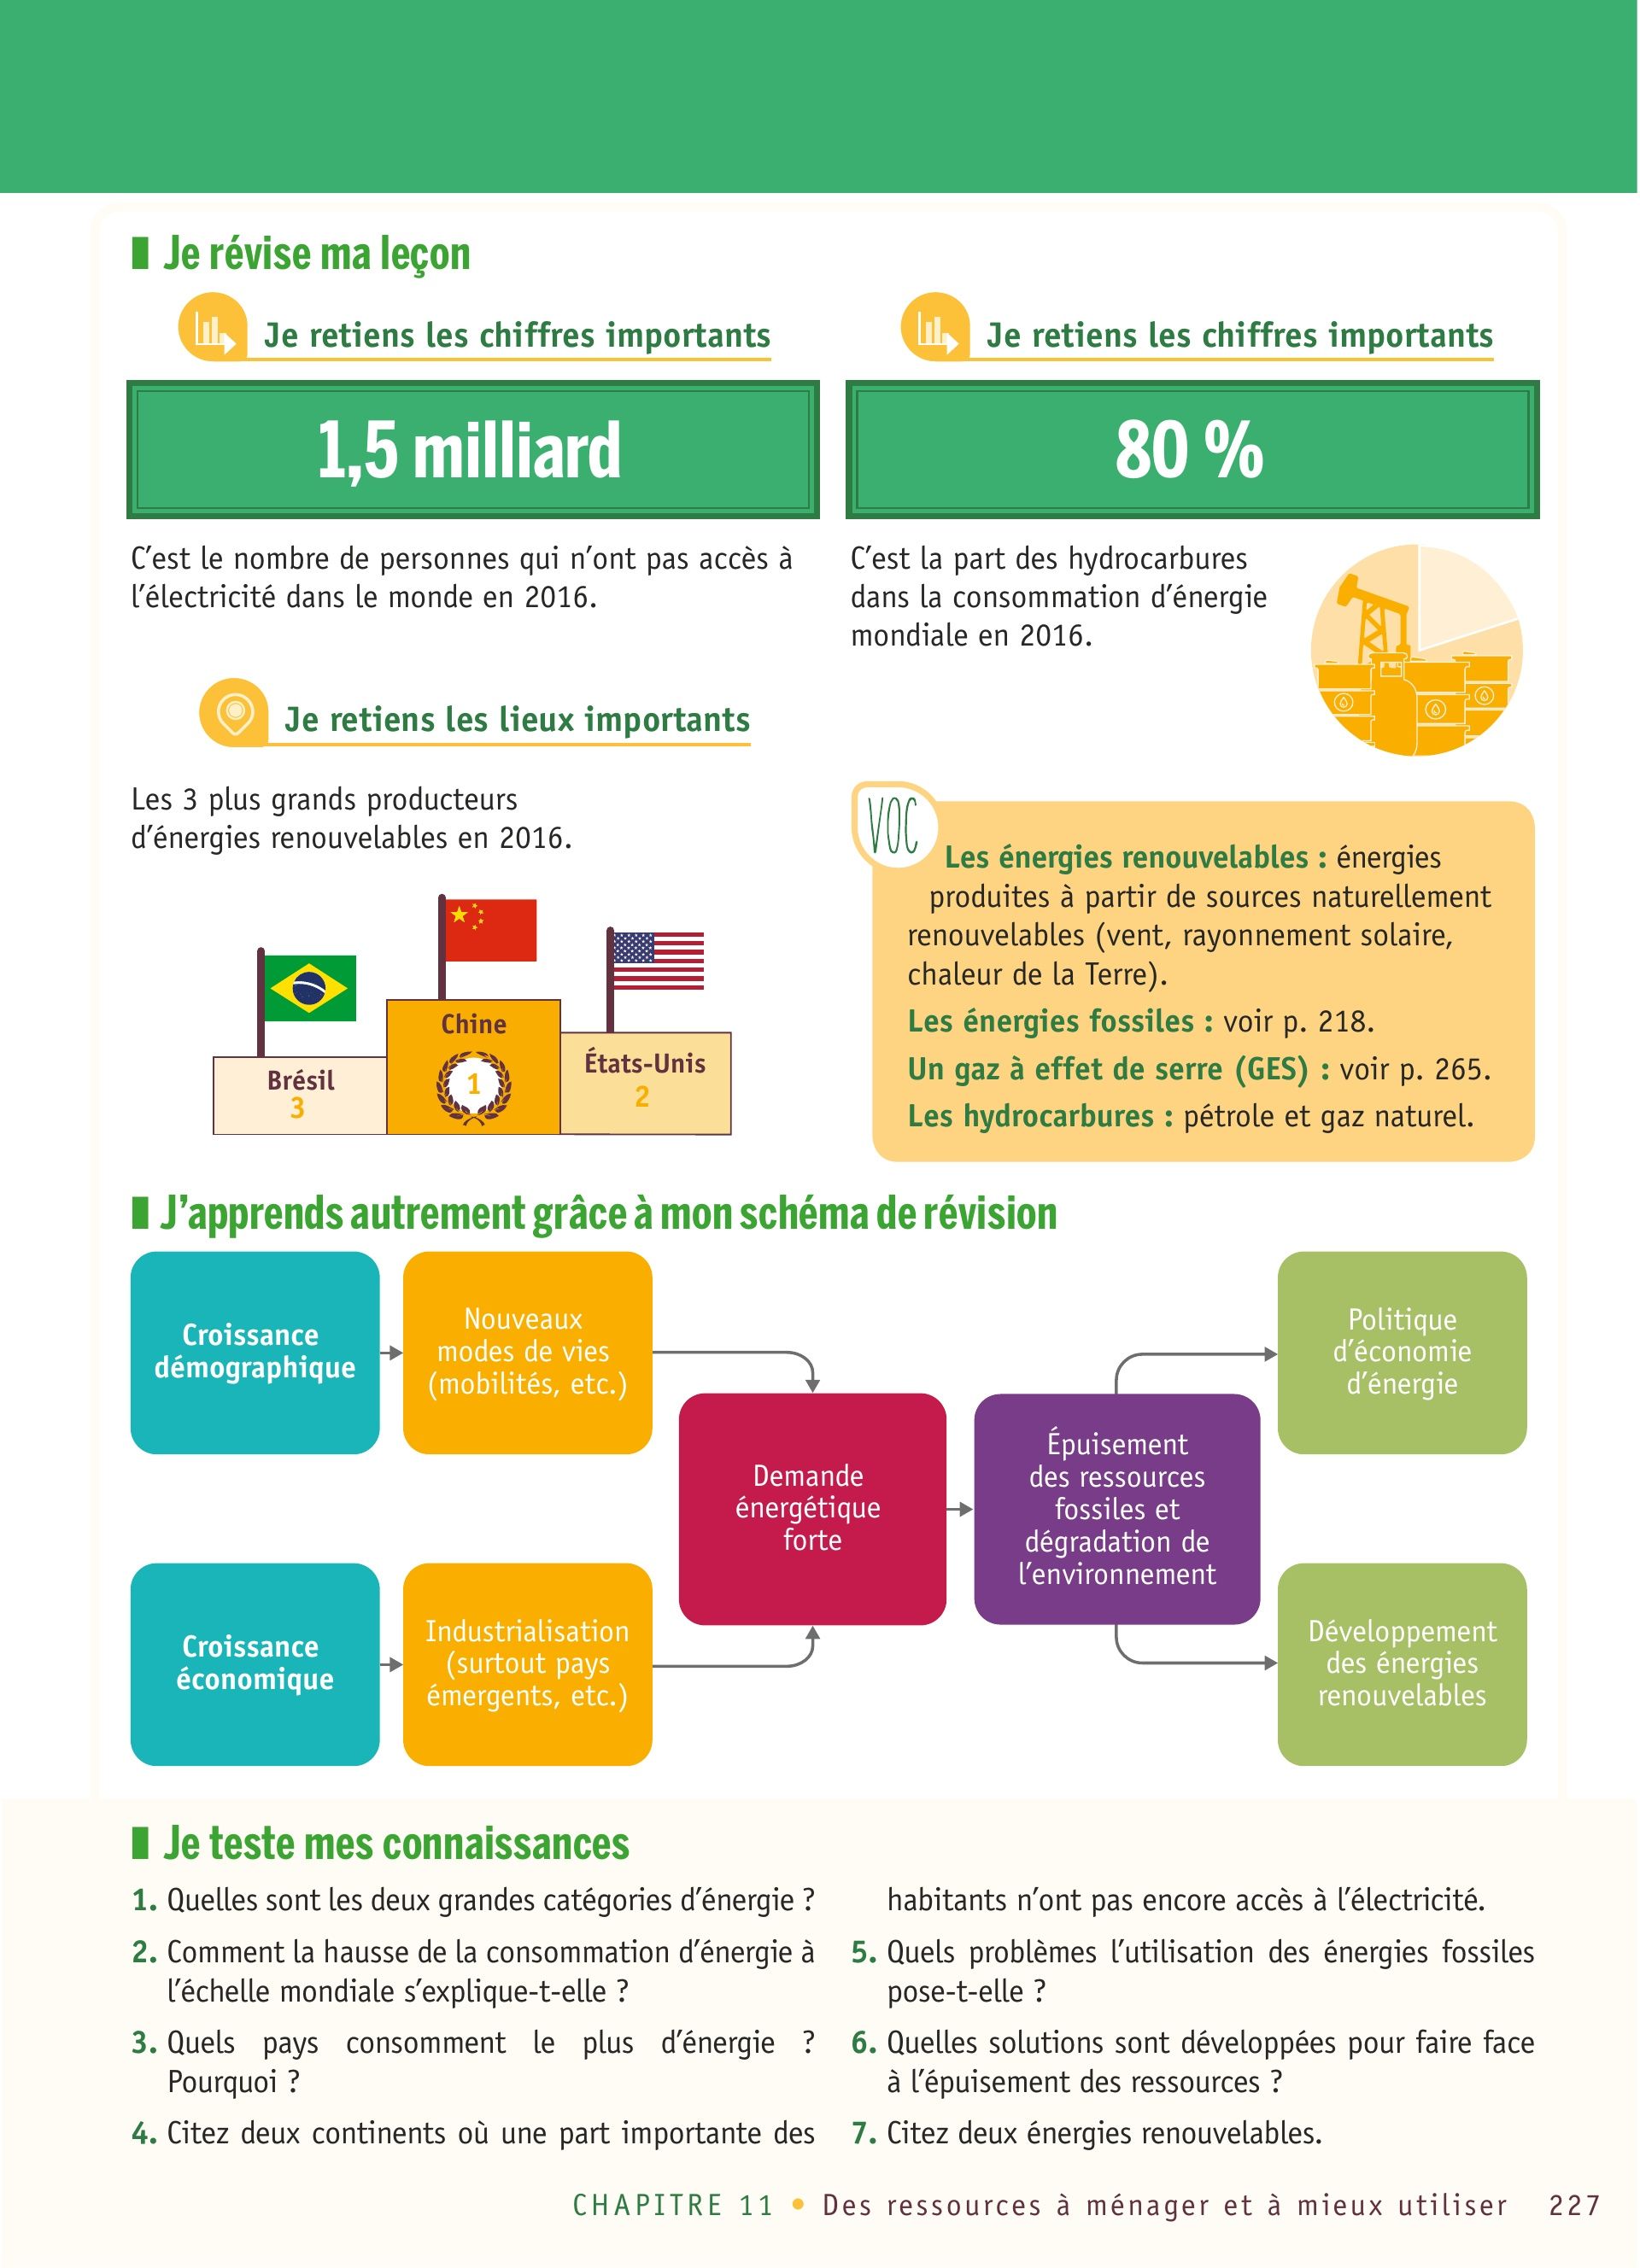 Je révise ma leçon
Je retiens les chiffres importants
1,5 milliard
C'est le nombre de personnes qui n'ont pas accès à
l'électricité dans le monde en 2016.
Je retiens les chiffres importants
80 %
C'est la part des hydrocarbures
dans la consommation d'énergie
mondiale en 2016.
Je retiens les lieux importants
Les 3 plus grands producteurs
d'énergies renouvelables en 2016.
Brésil
3
Chine
1
États-Unis
2
VOC
Les énergies renouvelables : énergies
produites à partir de sources naturellement
renouvelables (vent, rayonnement solaire,
chaleur de la Terre).
Les énergies fossiles : voir p. 218.
Un gaz à effet de serre (GES) : voir p. 265.
Les hydrocarbures : pétrole et gaz naturel.
J'apprends autrement grâce à mon schéma de révision
Croissance
démographique
Nouveaux
modes de vies
(mobilités, etc.)
Croissance
économique
Industrialisation
(surtout pays
émergents, etc.)
Demande
énergétique
forte
Épuisement
des ressources
fossiles et
dégradation de
l'environnement
Politique
d'économie
d'énergie
Développement
des énergies
renouvelables
Je teste mes connaissances
1. Quelles sont les deux grandes catégories d'énergie ?
2. Comment la hausse de la consommation d'énergie à
l'échelle mondiale s'explique-t-elle ?
3. Quels pays consomment le plus d'énergie ?
Pourquoi ?
4. Citez deux continents où une part importante des
habitants n'ont pas encore accès à l'électricité.
5. Quels problèmes l'utilisation des énergies fossiles
pose-t-elle ?
6. Quelles solutions sont développées pour faire face
à l'épuisement des ressources ?
7. Citez deux énergies renouvelables.
CHAPITRE 11 • Des ressources à ménager et à mieux utiliser 227